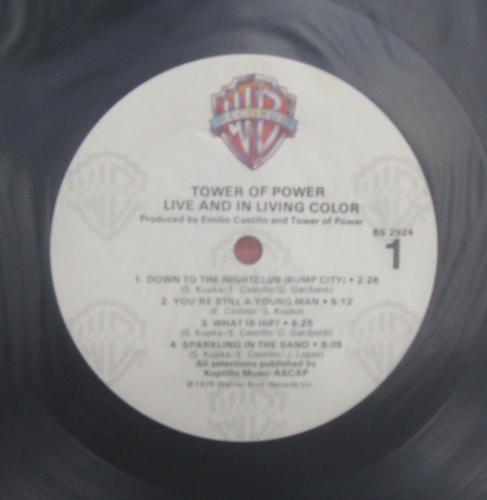 WB
RECORDS
TOWER OF POWER
LIVE AND IN LIVING COLOR
Produced by Emilio Castillo and Tower of Power
BS 2924
1
1. DOWN TO THE NIGHTCLUB (BUMP CITY) • 2:26
(S. Kupka/E. Castillo/D. Garibaldi)
2. YOU'RE STILL A YOUNG MAN • 5:12
(E. Castillo/S. Kupka)
3. WHAT IS HIP? • 6:25
(S. Kupka/E. Castillo/D. Garibaldi)
4. SPARKLING IN THE SAND • 8:05
(S. Kupka/E. Castillo/J. Lopez)
All selections published by
Kuptillo Music-ASCAP
℗1976 Warner Bros. Records Inc.